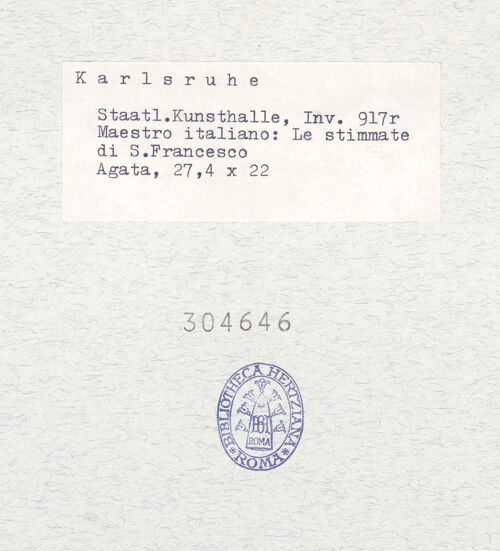 K a r l s r u h e
Staatl.Kunsthalle, Inv. 917r
Maestro italiano: Le stimmate
di S.Francesco
Agata, 27,4 x 22
304646
*BIBLIOTHECA HERTZIANA*
ROMA
ROMA